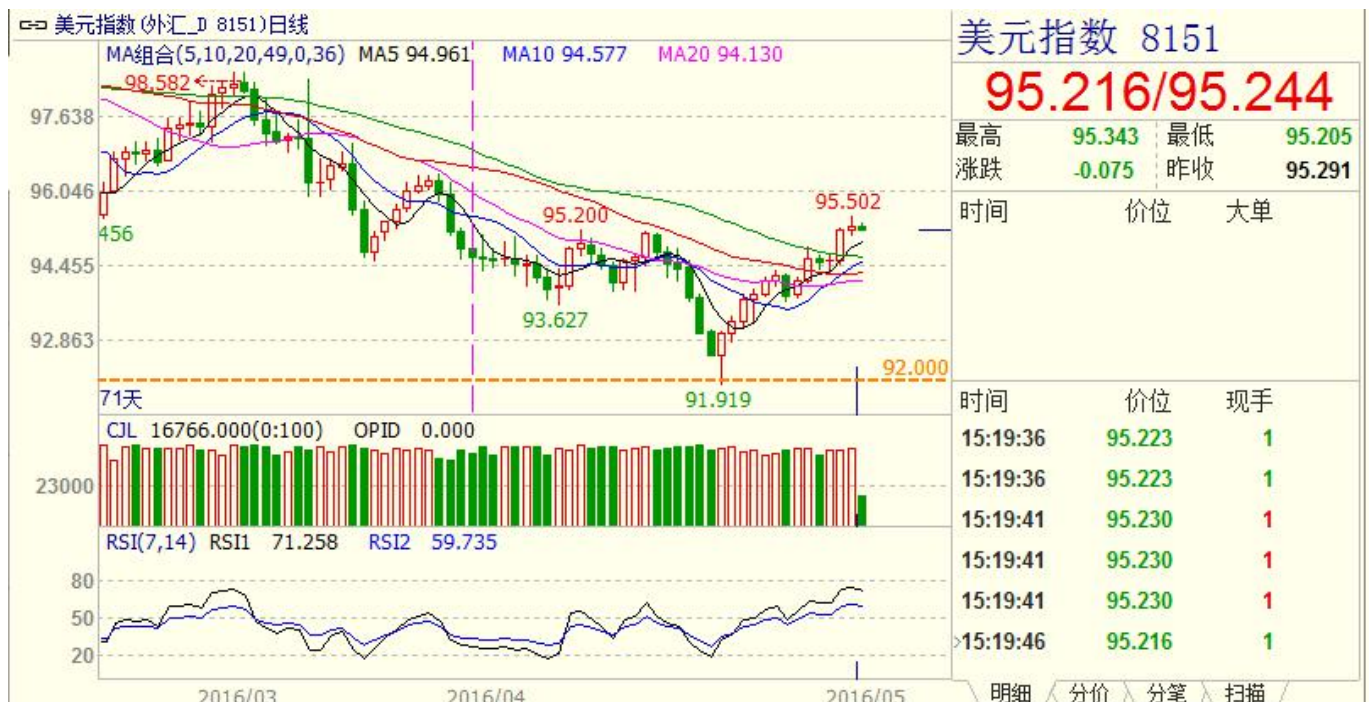 美元指数(外汇_D 8151)日线
MA组合(5,10,20,49,0,36) MA5 94.961 MA10 94.577 MA20 94.130
98.582
97.638
96.046
95.502
95.200
456
94.455
93.627
92.863
92.000
91.919
71天
CJL 16766.000(0:100) OPID 0.000
23000
RSI(7,14) RSI1 71.258 RSI2 59.735
80
50
20
2016/03 2016/04 2016/05
美元指数 8151
95.216/95.244
最高 95.343 最低 95.205
涨跌 -0.075 昨收 95.291
时间 价位 大单
时间 价位 现手
15:19:36 95.223 1
15:19:36 95.223 1
15:19:41 95.230 1
15:19:41 95.230 1
15:19:41 95.230 1
15:19:46 95.216 1
明细 分价 分笔 扫描